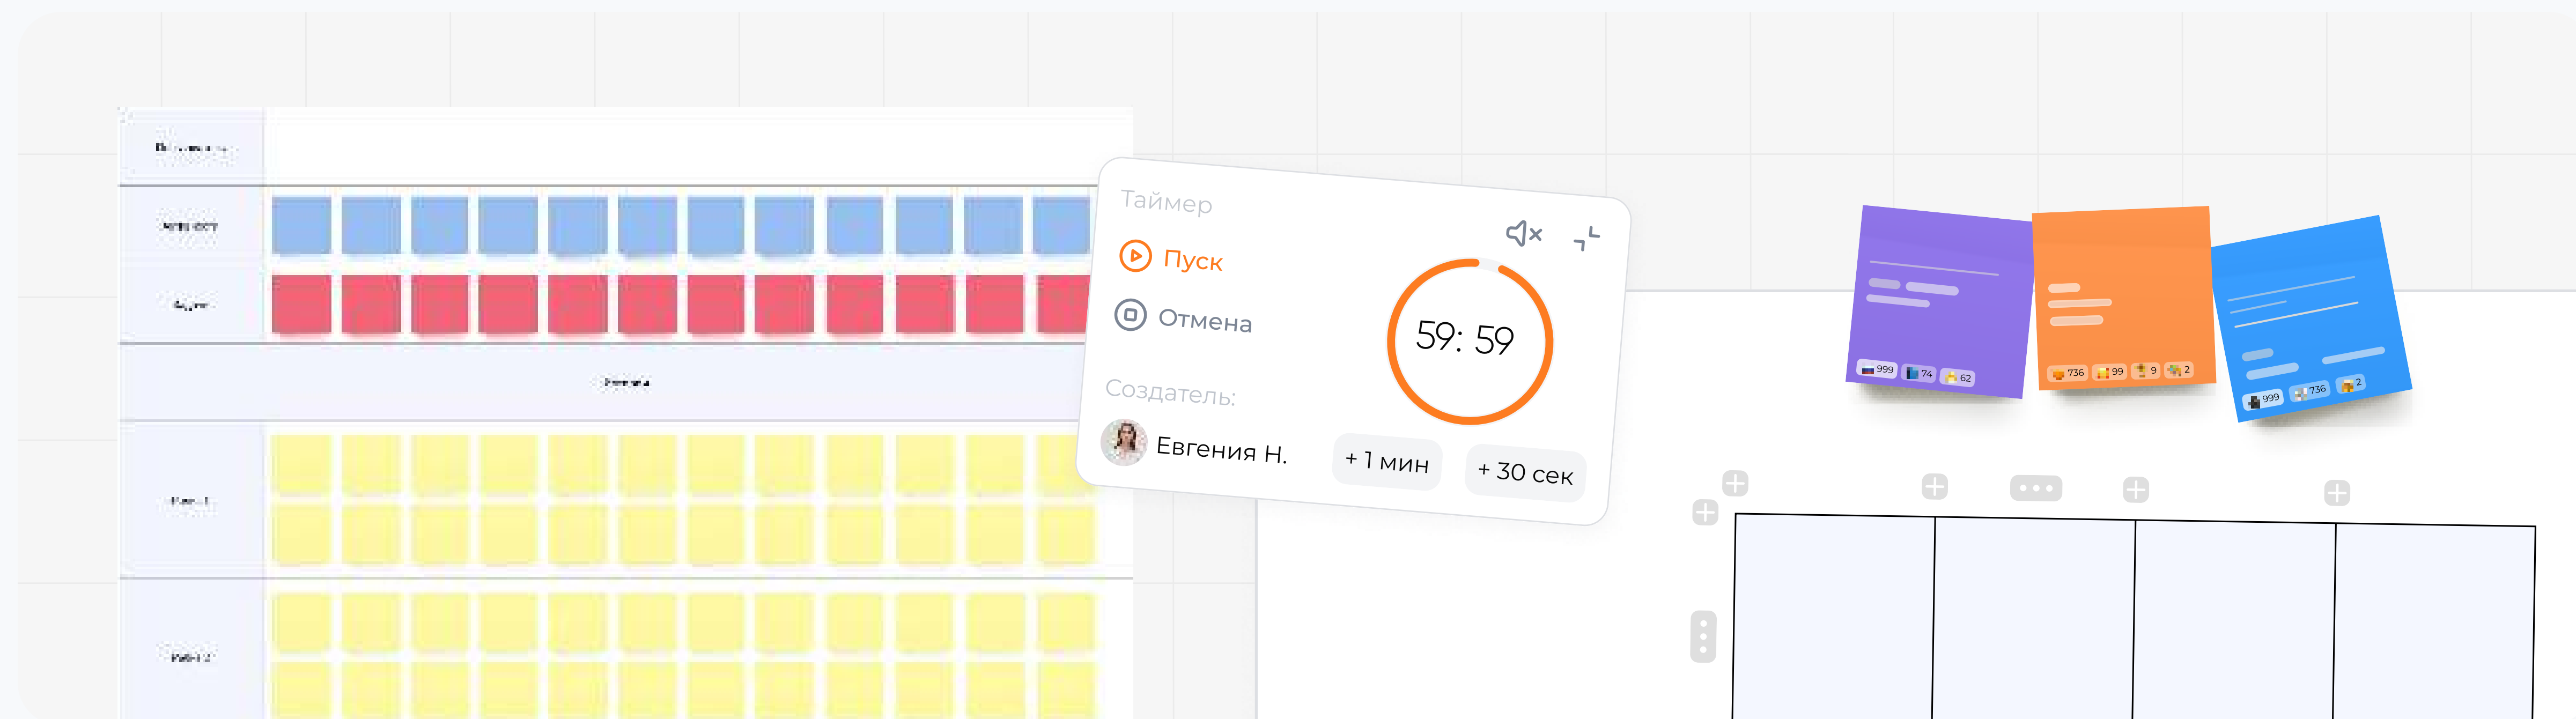 Таймер
Пуск
Отмена
59: 59
Создатель:
Евгения Н.
+ 1 мин
+ 30 сек
999 74 62
736 99 9 2
999 736 2